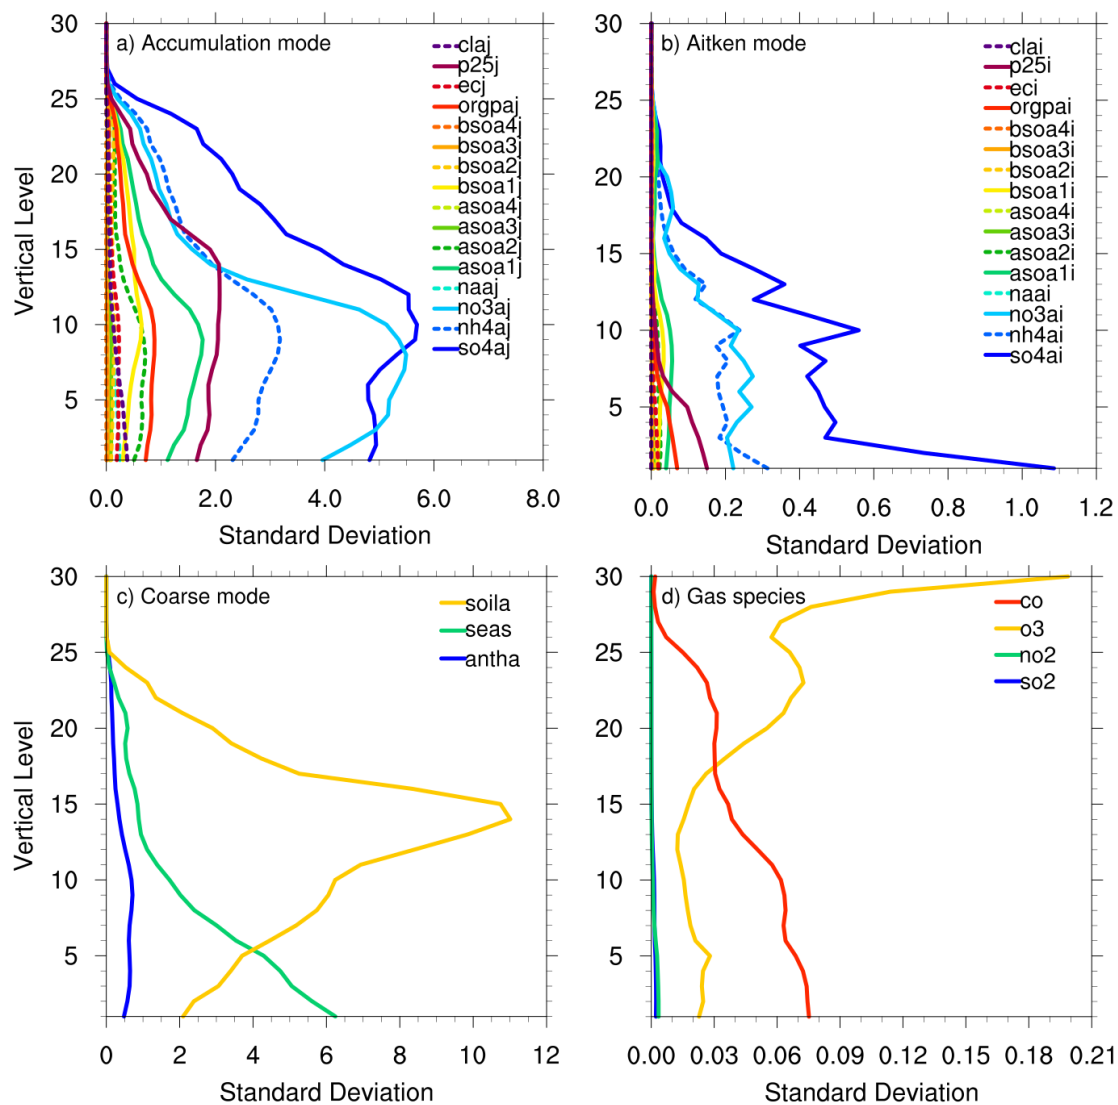 a) Accumulation mode
claj
p25j
ecj
orgpaj
bsoa4j
bsoa3j
bsoa2j
bsoa1j
asoa4j
asoa3j
asoa2j
asoa1j
naaj
no3aj
nh4aj
so4aj
30
25
20
15
10
5
Vertical Level
0.0 2.0 4.0 6.0 8.0
Standard Deviation
b) Aitken mode
clai
p25i
eci
orgpai
bsoa4i
bsoa3i
bsoa2i
bsoa1i
asoa4i
asoa3i
asoa2i
asoa1i
naai
no3ai
nh4ai
so4ai
30
25
20
15
10
5
0.0 0.2 0.4 0.6 0.8 1.0 1.2
Standard Deviation
c) Coarse mode
soila
seas
antha
30
25
20
15
10
5
Vertical Level
0 2 4 6 8 10 12
Standard Deviation
d) Gas species
co
o3
no2
so2
30
25
20
15
10
5
0.00 0.03 0.06 0.09 0.12 0.15 0.18 0.21
Standard Deviation